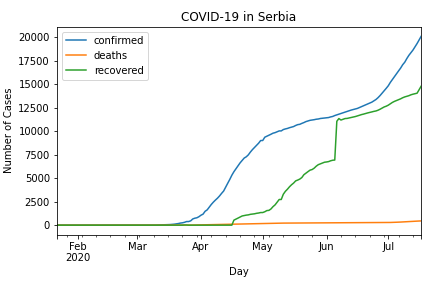 COVID-19 in Serbia
confirmed
deaths
recovered
20000
17500
15000
12500
10000
7500
5000
2500
0
Number of Cases
Feb
2020
Mar
Apr
May
Jun
Jul
Day